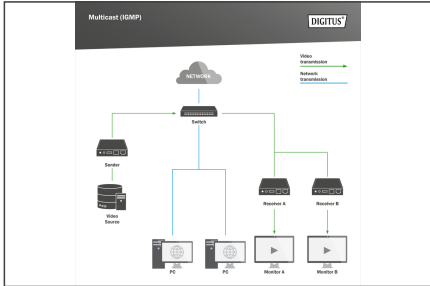 Multicast (IGMP)
DIGITUS®
Video
transmission
Network
transmission
NETWORK
Switch
Sender
Receiver A
Receiver B
Video
Source
PC
PC
Monitor A
Monitor B